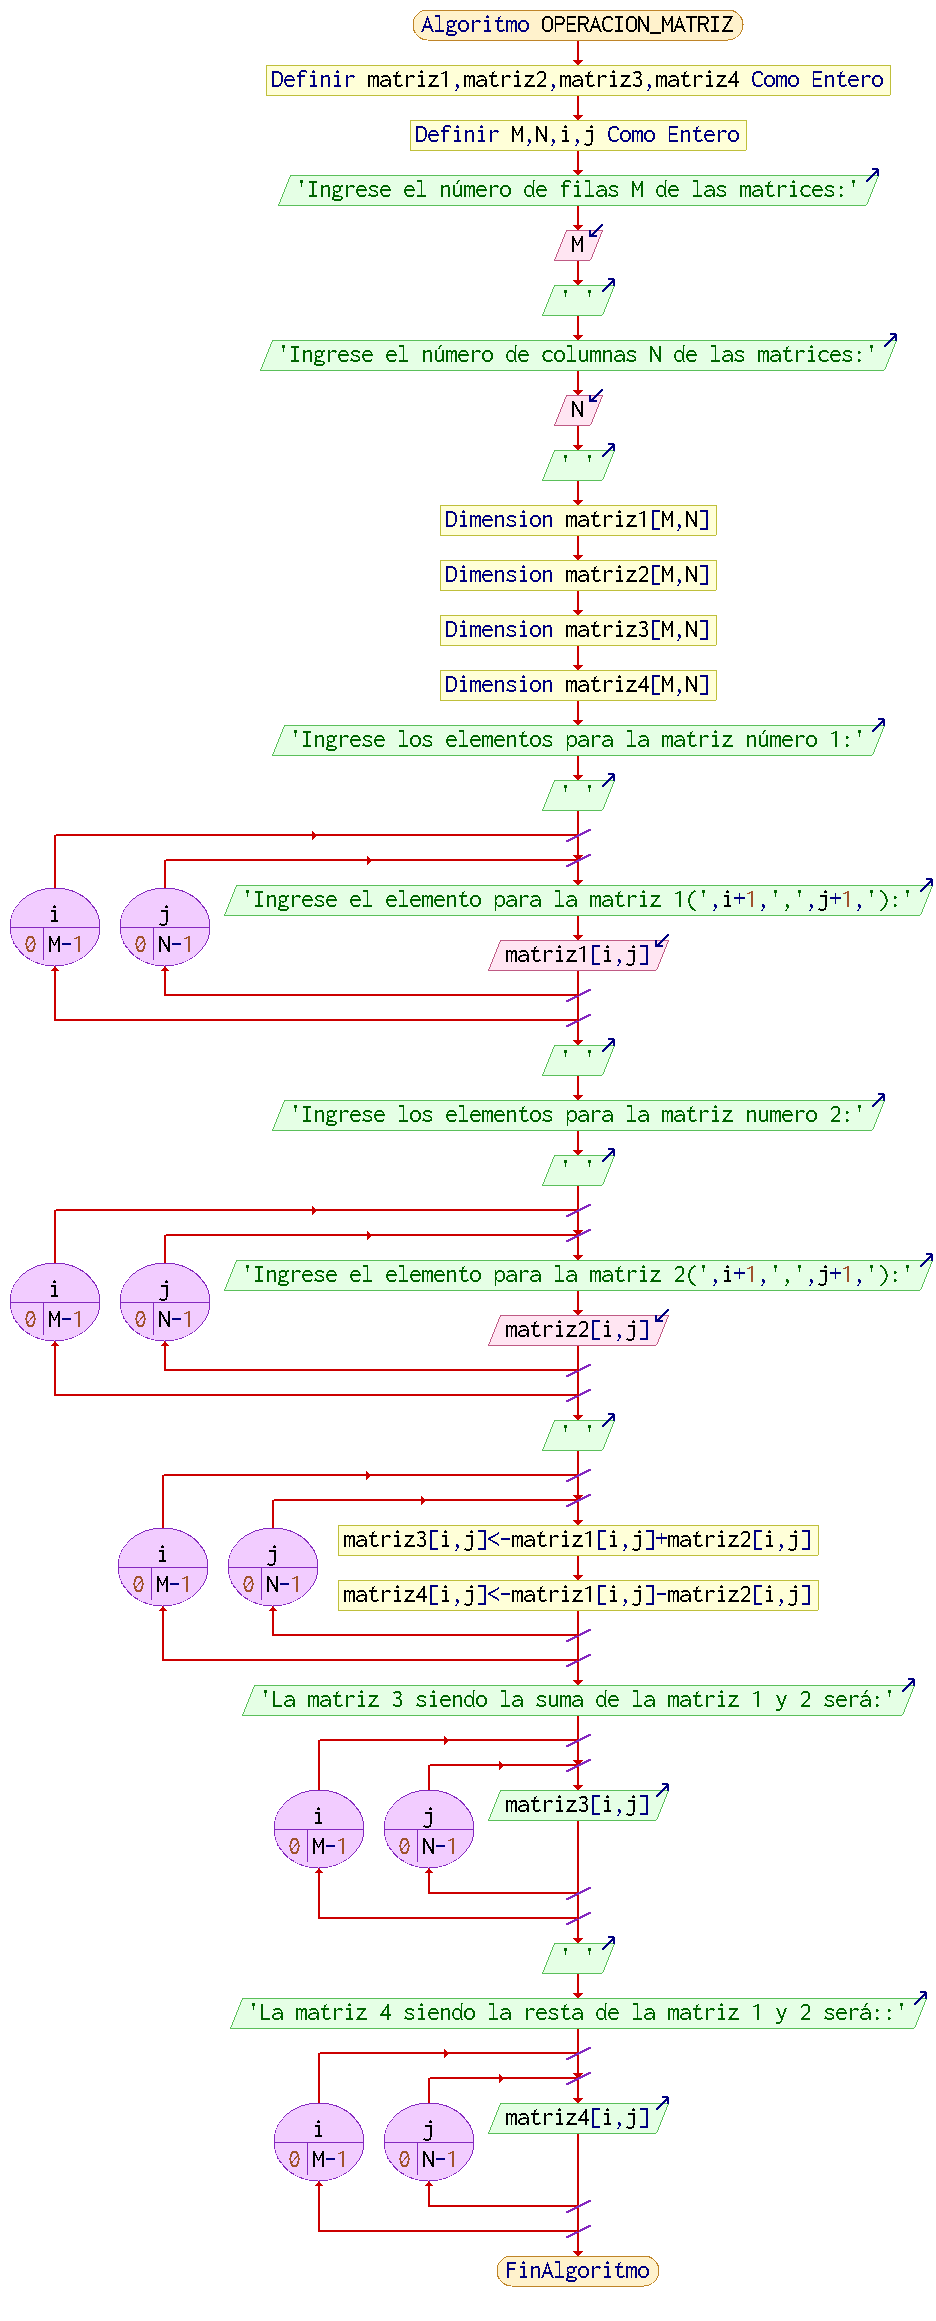 Algoritmo OPERACION_MATRIZ
Definir matriz1,matriz2,matriz3,matriz4 Como Entero
Definir M,N,i,j Como Entero
'Ingrese el número de filas M de las matrices:'
M
' '
'Ingrese el número de columnas N de las matrices:'
N
' '
Dimension matriz1[M,N]
Dimension matriz2[M,N]
Dimension matriz3[M,N]
Dimension matriz4[M,N]
'Ingrese los elementos para la matriz número 1:'
' '
i
0 M-1
j
0 N-1
'Ingrese el elemento para la matriz 1(',i+1,',',j+1,'):'
matriz1[i,j]
' '
'Ingrese los elementos para la matriz numero 2:'
' '
i
0 M-1
j
0 N-1
'Ingrese el elemento para la matriz 2(',i+1,',',j+1,'):'
matriz2[i,j]
' '
i
0 M-1
j
0 N-1
matriz3[i,j]<-matriz1[i,j]+matriz2[i,j]
matriz4[i,j]<-matriz1[i,j]-matriz2[i,j]
'La matriz 3 siendo la suma de la matriz 1 y 2 será:'
i
0 M-1
j
0 N-1
matriz3[i,j]
' '
'La matriz 4 siendo la resta de la matriz 1 y 2 será::'
i
0 M-1
j
0 N-1
matriz4[i,j]
FinAlgoritmo